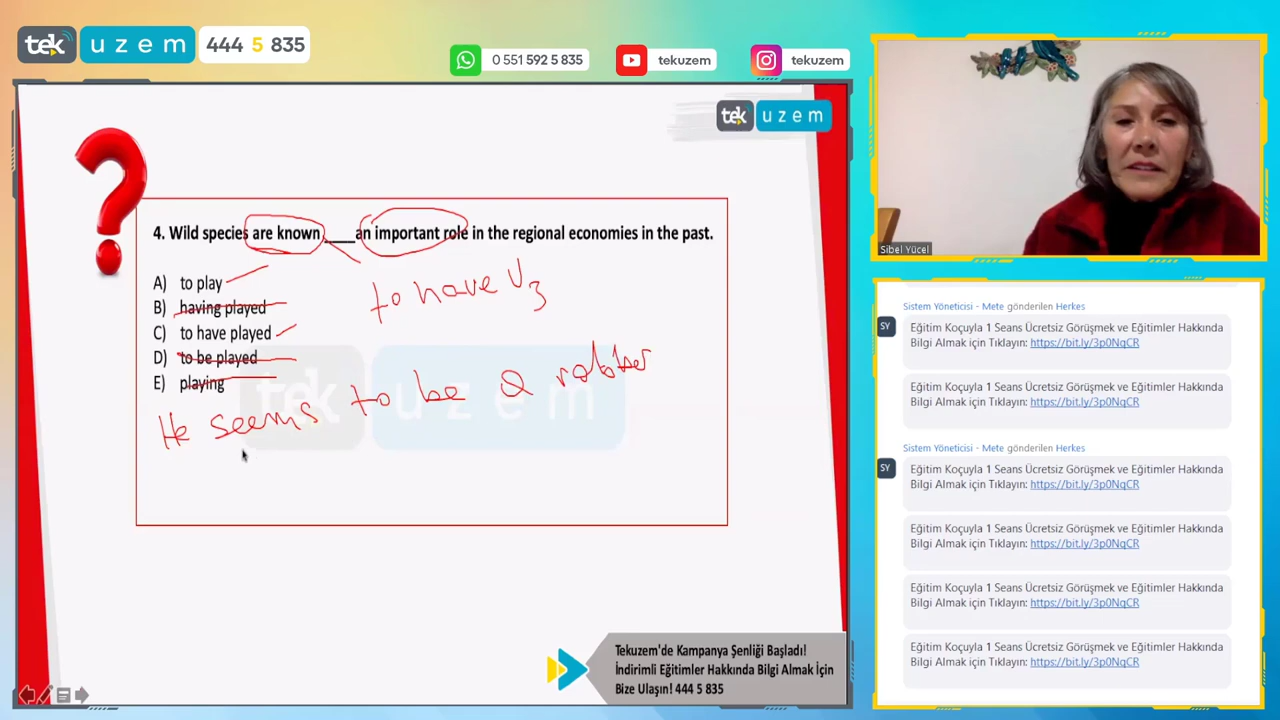 tek uzem 444 5 835
0 551 592 5 835 tekuzem tekuzem
tek uzem
4. Wild species are known ____ an important role in the regional economies in the past.
A) to play
B) having played
C) to have played
D) to be played
E) playing
to have V3
He seems to be a robber
tek uzem
Tekuzem'de Kampanya Şenliği Başladı!
İndirimli Eğitimler Hakkında Bilgi Almak İçin
Bize Ulaşın! 444 5 835
Sibel Yücel
Sistem Yöneticisi - Mete gönderilen Herkes
SY
Eğitim Koçuyla 1 Seans Ücretsiz Görüşmek ve Eğitimler Hakkında
Bilgi Almak için Tıklayın: https://bit.ly/3p0NqCR
Eğitim Koçuyla 1 Seans Ücretsiz Görüşmek ve Eğitimler Hakkında
Bilgi Almak için Tıklayın: https://bit.ly/3p0NqCR
Sistem Yöneticisi - Mete gönderilen Herkes
SY
Eğitim Koçuyla 1 Seans Ücretsiz Görüşmek ve Eğitimler Hakkında
Bilgi Almak için Tıklayın: https://bit.ly/3p0NqCR
Eğitim Koçuyla 1 Seans Ücretsiz Görüşmek ve Eğitimler Hakkında
Bilgi Almak için Tıklayın: https://bit.ly/3p0NqCR
Eğitim Koçuyla 1 Seans Ücretsiz Görüşmek ve Eğitimler Hakkında
Bilgi Almak için Tıklayın: https://bit.ly/3p0NqCR
Eğitim Koçuyla 1 Seans Ücretsiz Görüşmek ve Eğitimler Hakkında
Bilgi Almak için Tıklayın: https://bit.ly/3p0NqCR